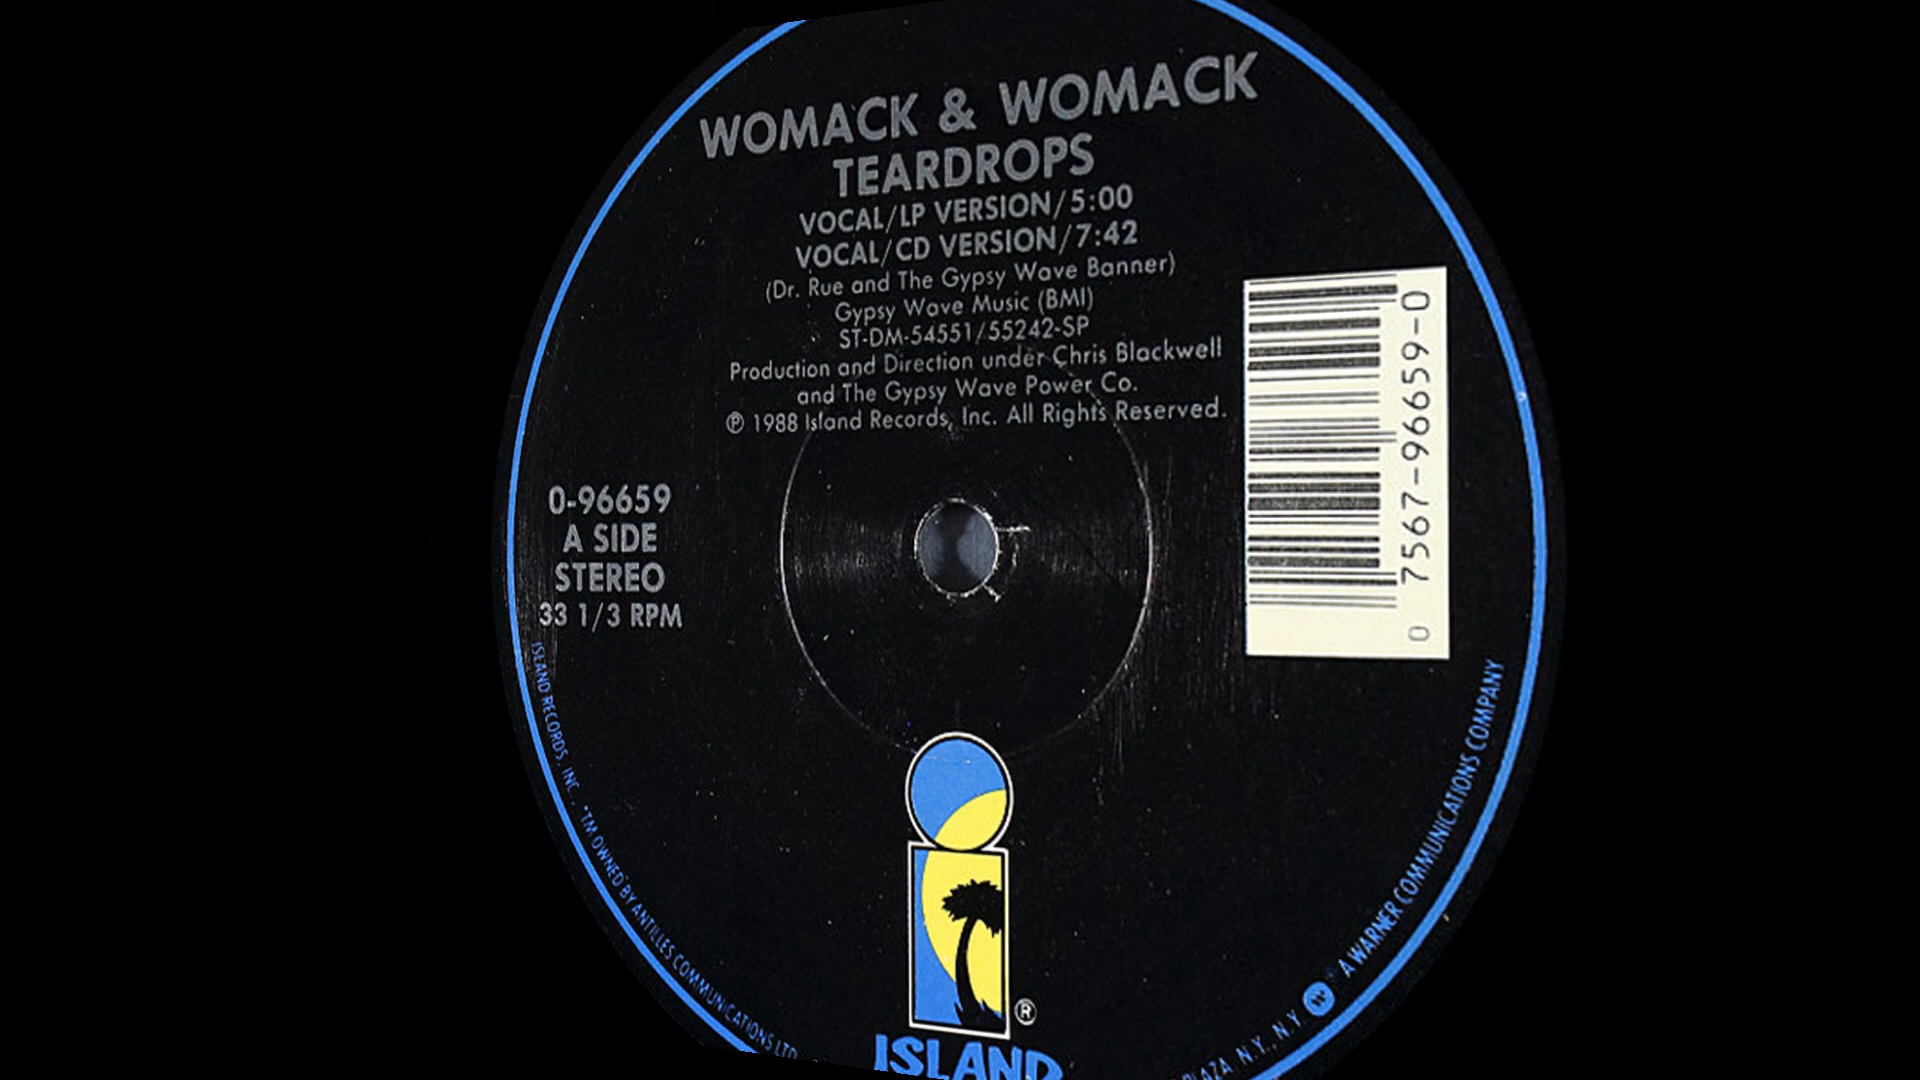 WOMACK & WOMACK
TEARDROPS
VOCAL/LP VERSION/5:00
VOCAL/CD VERSION/7:42
(Dr. Rue and The Gypsy Wave Banner)
Gypsy Wave Music (BMI)
ST-DM-54551/55242-SP
Production and Direction under Chris Blackwell
and The Gypsy Wave Power Co.
℗ 1988 Island Records, Inc. All Rights Reserved.
0-96659
A SIDE
STEREO
33 1/3 RPM
0 7567-96659-0
ISLAND RECORDS, INC. *TM OWNED BY ANTILLES COMMUNICATIONS LTD.
PLAZA N.Y., N.Y.
A WARNER COMMUNICATIONS COMPANY
®
ISLAND